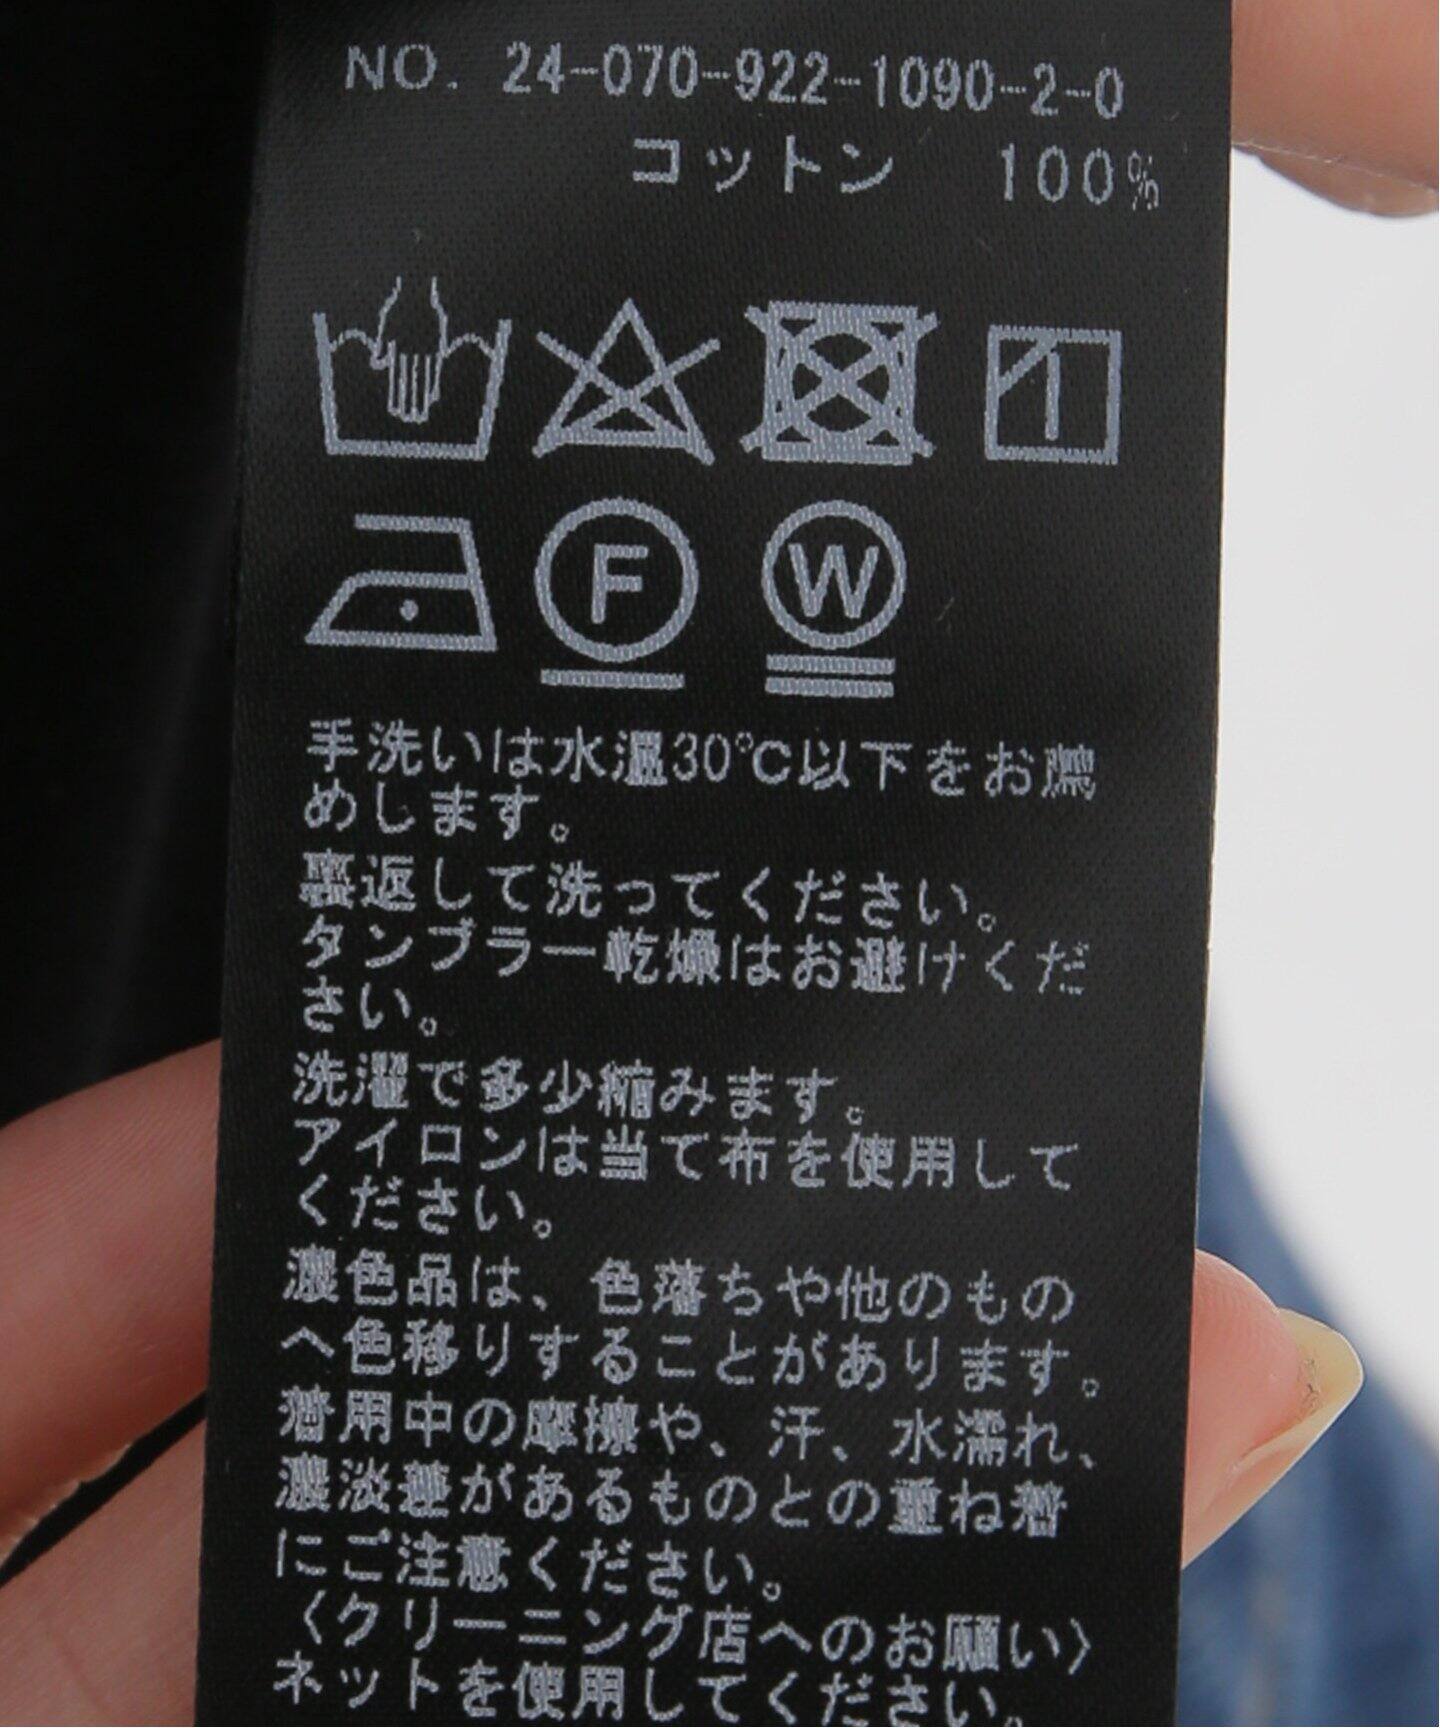 NO. 24-070-922-1090-2-0
コットン 100%
F W
手洗いは水温30℃以下をお薦
めします。
裏返して洗ってください。
タンブラー乾燥はお避けくだ
さい。
洗濯で多少縮みます。
アイロンは当て布を使用して
ください。
濃色品は、色落ちや他のもの
へ色移りすることがあります。
着用中の摩擦や、汗、水濡れ、
濃淡差があるものとの重ね着
にご注意ください。
〈クリーニング店へのお願い〉
ネットを使用してください。